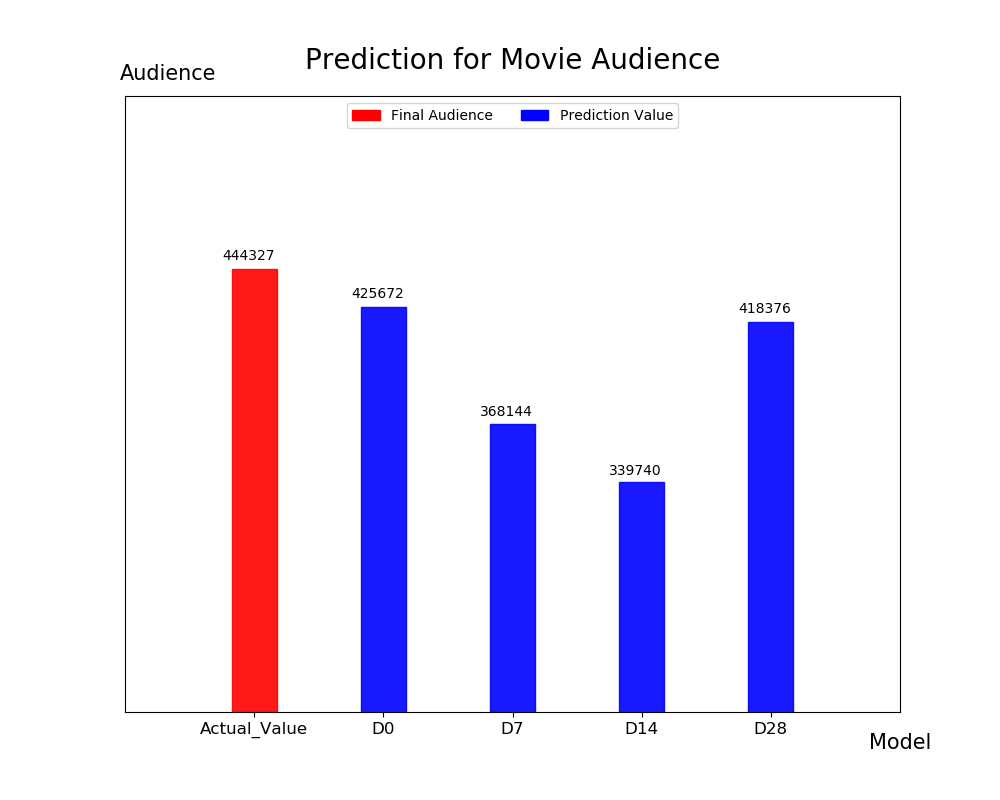 Prediction for Movie Audience
Audience
Final Audience Prediction Value
444327
425672
368144
339740
418376
Actual_Value D0 D7 D14 D28
Model